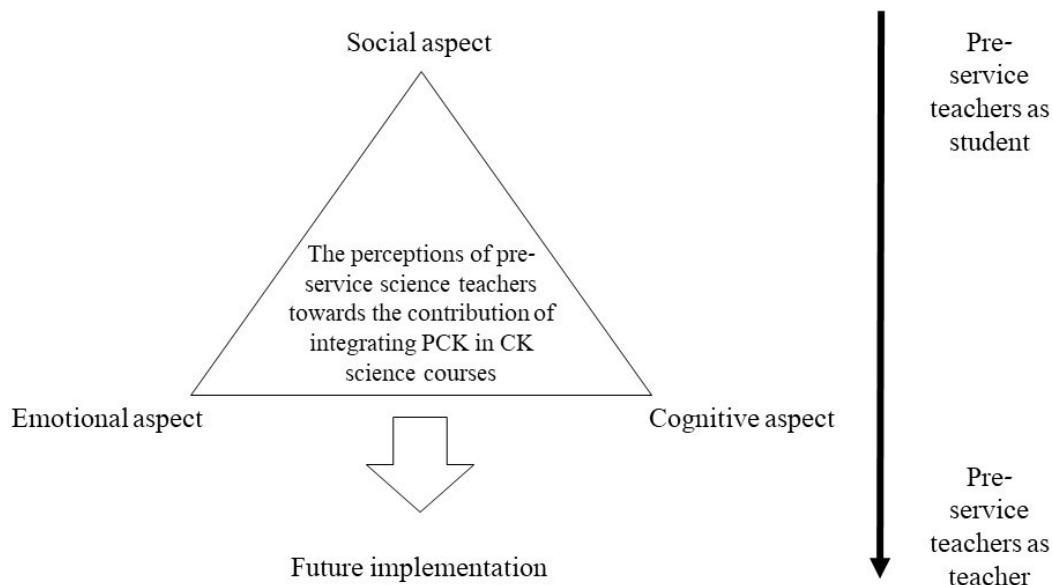 Social aspect
The perceptions of pre-
service science teachers
towards the contribution of
integrating PCK in CK
science courses
Emotional aspect
Cognitive aspect
Future implementation
Pre-
service
teachers as
student
Pre-
service
teachers as
teacher